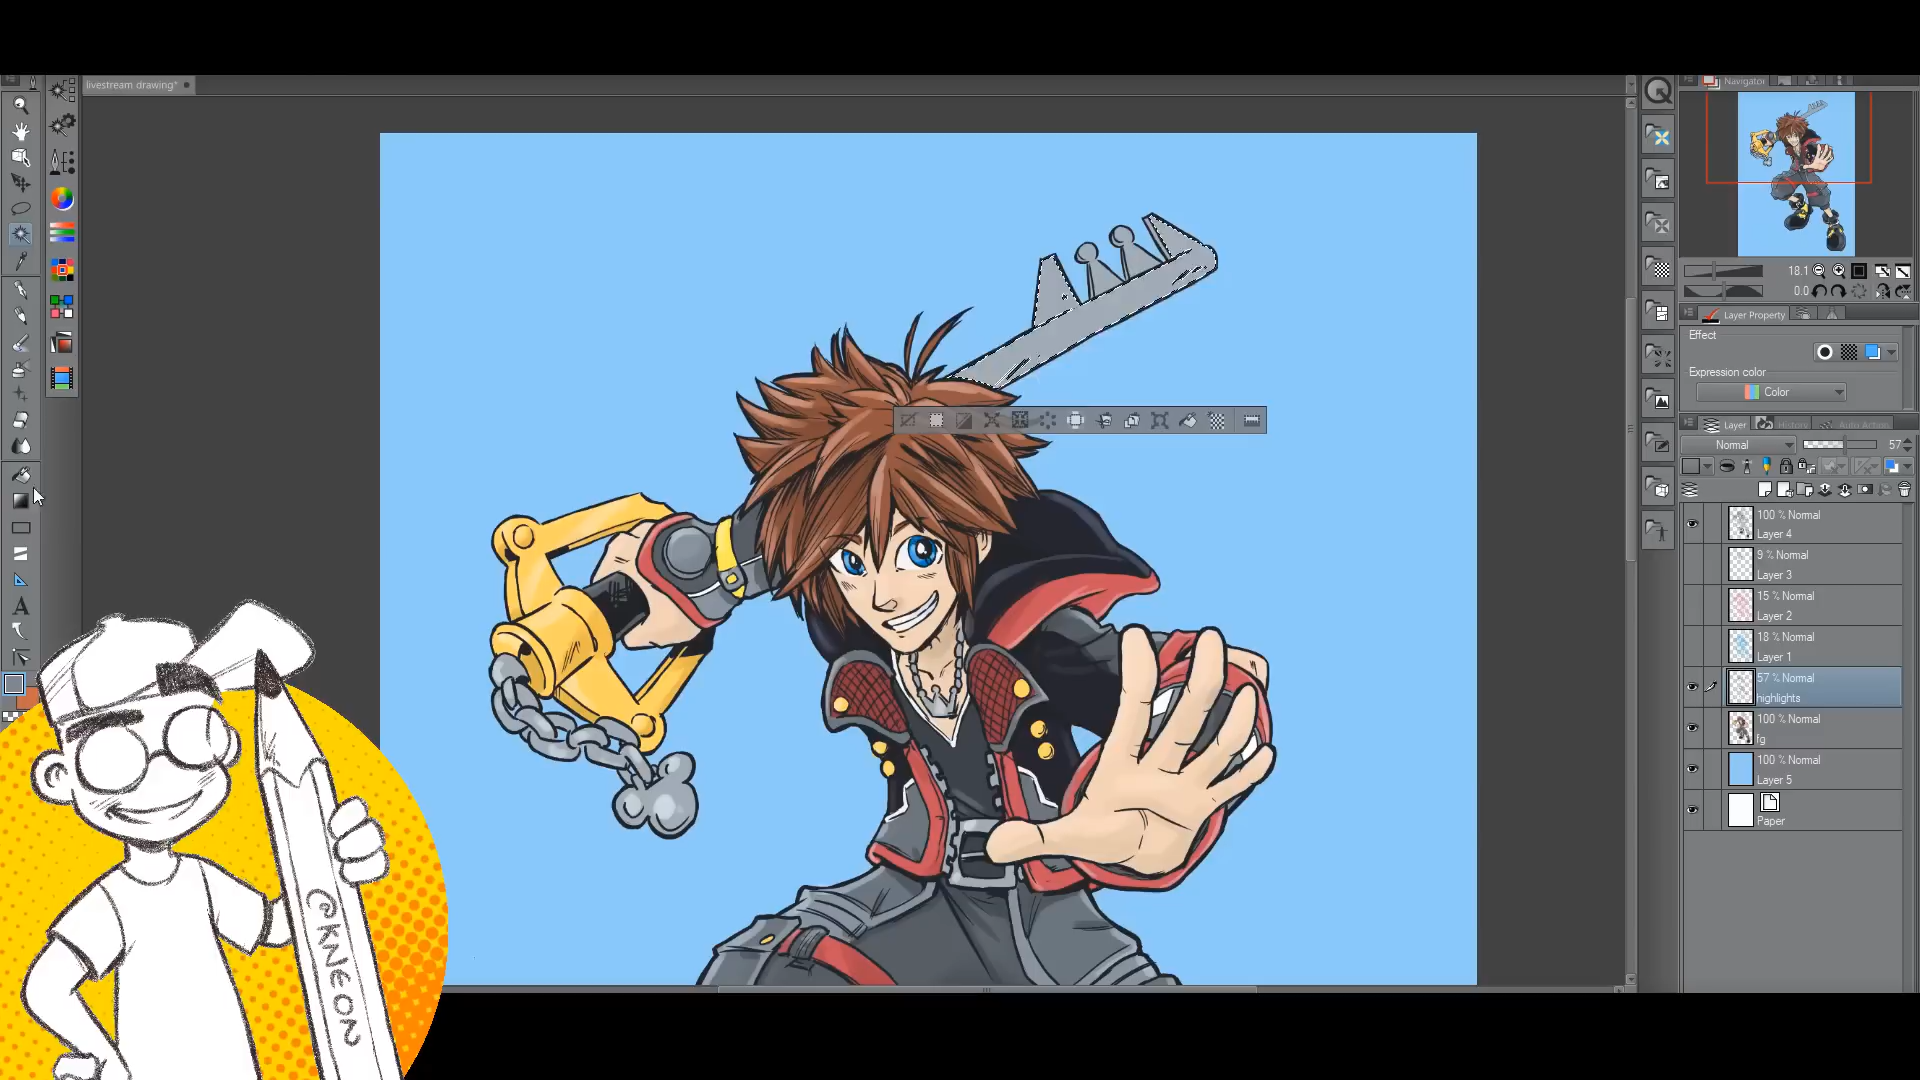 livestream drawing*
Navigator
18.1
0.0
Layer Property
Effect
Expression color
Color
Layer
History
Auto Action
Normal
57
100 % Normal
Layer 4
9 % Normal
Layer 3
15 % Normal
Layer 2
18 % Normal
Layer 1
57 % Normal
highlights
100 % Normal
fg
100 % Normal
Layer 5
Paper
A
@KNEON